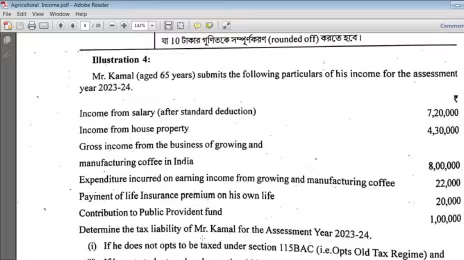 Agricultural Income.pdf - Adobe Reader
File Edit View Window Help
142%
Comment
যা 10 টাকার গুণিতকে সম্পূর্ণকরণ (rounded off) করতে হবে।
Illustration 4:
Mr. Kamal (aged 65 years) submits the following particulars of his income for the assessment
year 2023-24.
₹
Income from salary (after standard deduction) 7,20,000
Income from house property 4,30,000
Gross income from the business of growing and
manufacturing coffee in India 8,00,000
Expenditure incurred on earning income from growing and manufacturing coffee 22,000
Payment of life Insurance premium on his own life 20,000
Contribution to Public Provident fund 1,00,000
Determine the tax liability of Mr. Kamal for the Assessment Year 2023-24.
(i) If he does not opts to be taxed under section 115BAC (i.e.Opts Old Tax Regime) and